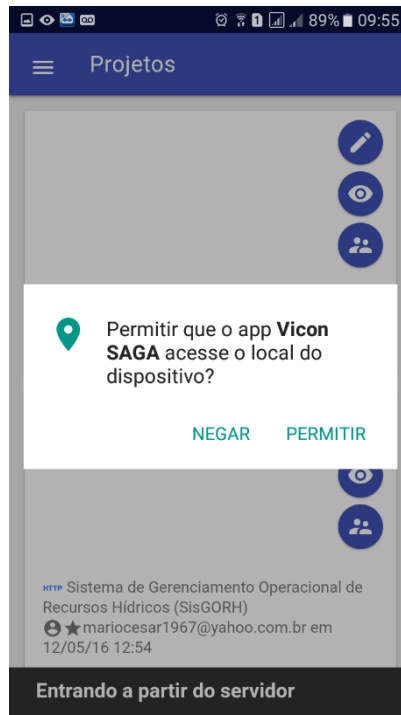 1 89% 09:55
Projetos
Permitir que o app Vicon
SAGA acesse o local do
dispositivo?
NEGAR PERMITIR
HTTP Sistema de Gerenciamento Operacional de
Recursos Hídricos (SisGORH)
mariocesar1967@yahoo.com.br em
12/05/16 12:54
Entrando a partir do servidor